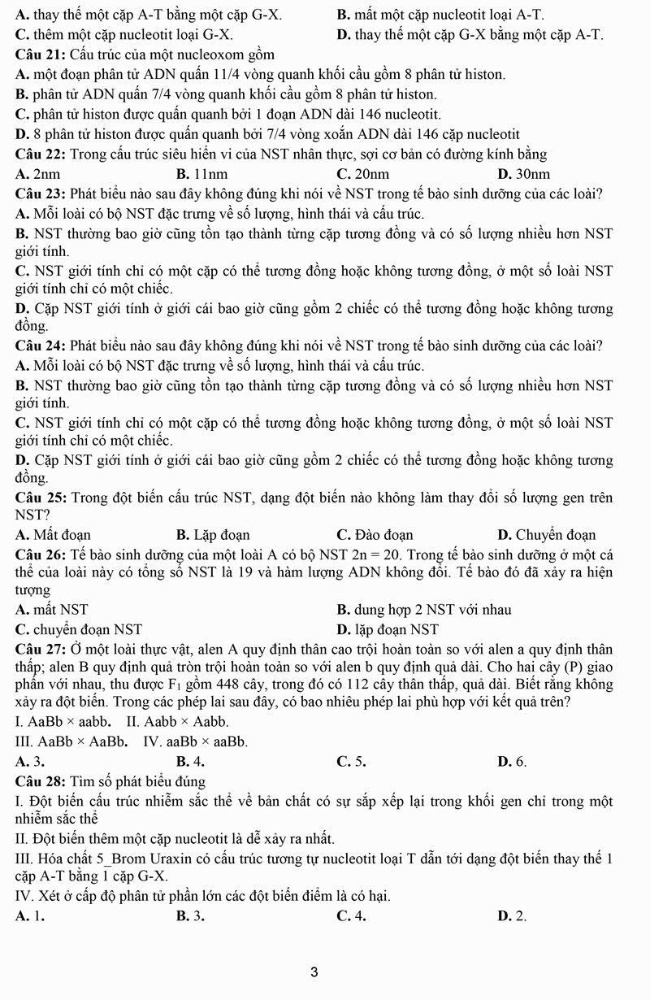 A. thay thế một cặp A-T bằng một cặp G-X. B. mất một cặp nucleotit loại A-T.
C. thêm một cặp nucleotit loại G-X. D. thay thế một cặp G-X bằng một cặp A-T.
Câu 21: Cấu trúc của một nucleoxom gồm
A. một đoạn phân tử ADN quấn 11/4 vòng quanh khối cầu gồm 8 phân tử histon.
B. phân tử ADN quấn 7/4 vòng quanh khối cầu gồm 8 phân tử histon.
C. phân tử histon được quấn quanh bởi 1 đoạn ADN dài 146 nucleotit.
D. 8 phân tử histon được quấn quanh bởi 7/4 vòng xoắn ADN dài 146 cặp nucleotit
Câu 22: Trong cấu trúc siêu hiển vi của NST nhân thực, sợi cơ bản có đường kính bằng
A. 2nm B. 11nm C. 20nm D. 30nm
Câu 23: Phát biểu nào sau đây không đúng khi nói về NST trong tế bào sinh dưỡng của các loài?
A. Mỗi loài có bộ NST đặc trưng về số lượng, hình thái và cấu trúc.
B. NST thường bao giờ cũng tồn tạo thành từng cặp tương đồng và có số lượng nhiều hơn NST
giới tính.
C. NST giới tính chỉ có một cặp có thể tương đồng hoặc không tương đồng, ở một số loài NST
giới tính chỉ có một chiếc.
D. Cặp NST giới tính ở giới cái bao giờ cũng gồm 2 chiếc có thể tương đồng hoặc không tương
đồng.
Câu 24: Phát biểu nào sau đây không đúng khi nói về NST trong tế bào sinh dưỡng của các loài?
A. Mỗi loài có bộ NST đặc trưng về số lượng, hình thái và cấu trúc.
B. NST thường bao giờ cũng tồn tạo thành từng cặp tương đồng và có số lượng nhiều hơn NST
giới tính.
C. NST giới tính chỉ có một cặp có thể tương đồng hoặc không tương đồng, ở một số loài NST
giới tính chỉ có một chiếc.
D. Cặp NST giới tính ở giới cái bao giờ cũng gồm 2 chiếc có thể tương đồng hoặc không tương
đồng.
Câu 25: Trong đột biến cấu trúc NST, dạng đột biến nào không làm thay đổi số lượng gen trên
NST?
A. Mất đoạn B. Lặp đoạn C. Đào đoạn D. Chuyển đoạn
Câu 26: Tế bào sinh dưỡng của một loài A có bộ NST 2n = 20. Trong tế bào sinh dưỡng ở một cá
thể của loài này có tổng số NST là 19 và hàm lượng ADN không đổi. Tế bào đó đã xảy ra hiện
tượng
A. mất NST B. dung hợp 2 NST với nhau
C. chuyển đoạn NST D. lặp đoạn NST
Câu 27: Ở một loài thực vật, alen A quy định thân cao trội hoàn toàn so với alen a quy định thân
thấp; alen B quy định quả tròn trội hoàn toàn so với alen b quy định quả dài. Cho hai cây (P) giao
phấn với nhau, thu được F₁ gồm 448 cây, trong đó có 112 cây thân thấp, quả dài. Biết rằng không
xảy ra đột biến. Trong các phép lai sau đây, có bao nhiêu phép lai phù hợp với kết quả trên?
I. AaBb × aabb. II. Aabb × Aabb.
III. AaBb × AaBb. IV. aaBb × aaBb.
A. 3. B. 4. C. 5. D. 6.
Câu 28: Tìm số phát biểu đúng
I. Đột biến cấu trúc nhiễm sắc thể về bản chất có sự sắp xếp lại trong khối gen chỉ trong một
nhiễm sắc thể
II. Đột biến thêm một cặp nucleotit là dễ xảy ra nhất.
III. Hóa chất 5_Brom Uraxin có cấu trúc tương tự nucleotit loại T dẫn tới dạng đột biến thay thế 1
cặp A-T bằng 1 cặp G-X.
IV. Xét ở cấp độ phân tử phần lớn các đột biến điểm là có hại.
A. 1. B. 3. C. 4. D. 2.
3